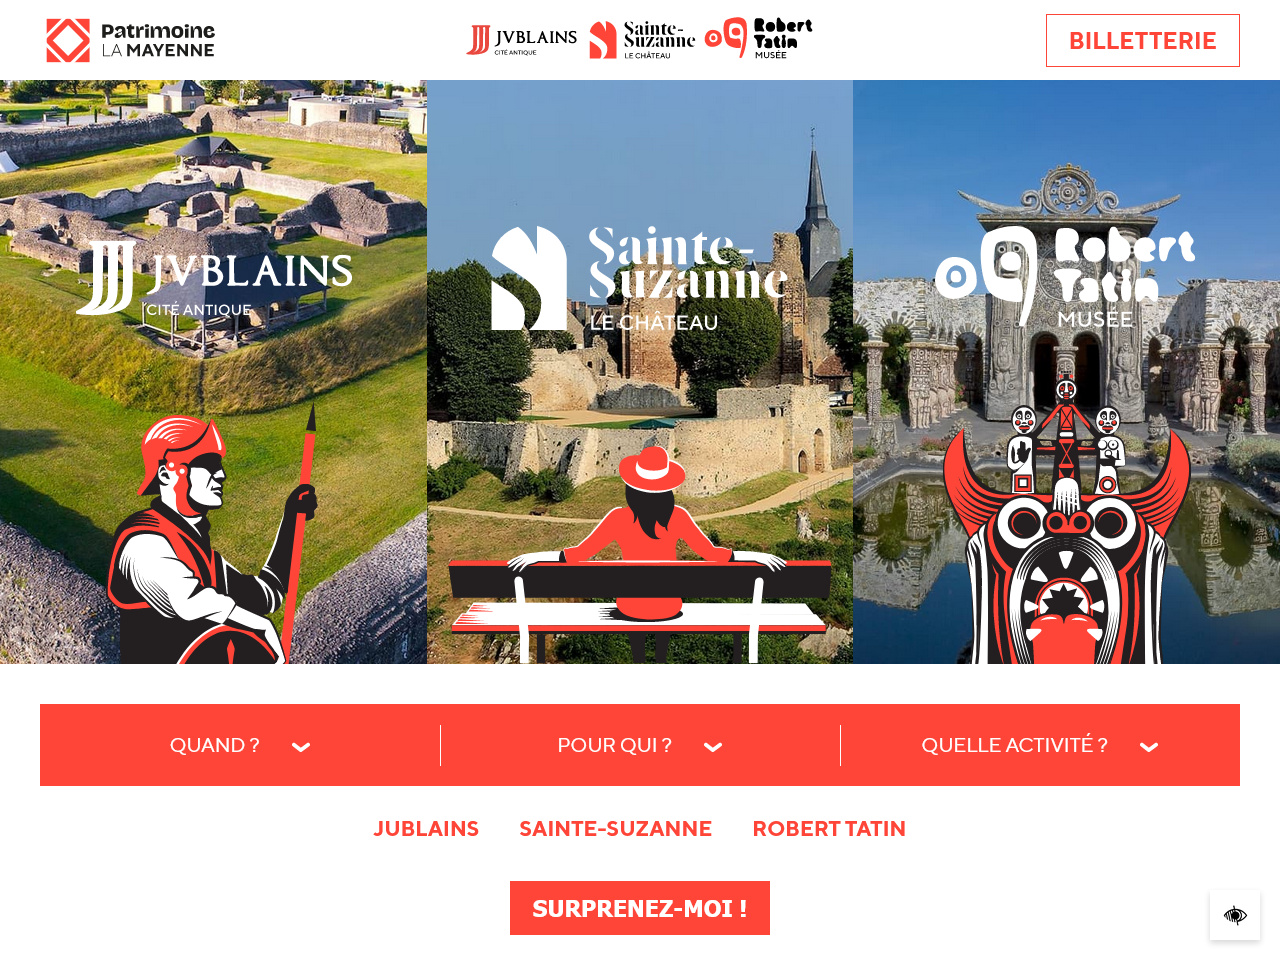 Patrimoine
LA MAYENNE
JVBLAINS
CITÉ ANTIQUE
Sainte-
Suzanne
LE CHÂTEAU
Robert
Tatin
MUSÉE
BILLETTERIE
JVBLAINS
CITÉ ANTIQUE
Sainte-
Suzanne
LE CHÂTEAU
Robert
Tatin
MUSÉE
QUAND ?
POUR QUI ?
QUELLE ACTIVITÉ ?
JUBLAINS
SAINTE-SUZANNE
ROBERT TATIN
SURPRENEZ-MOI !